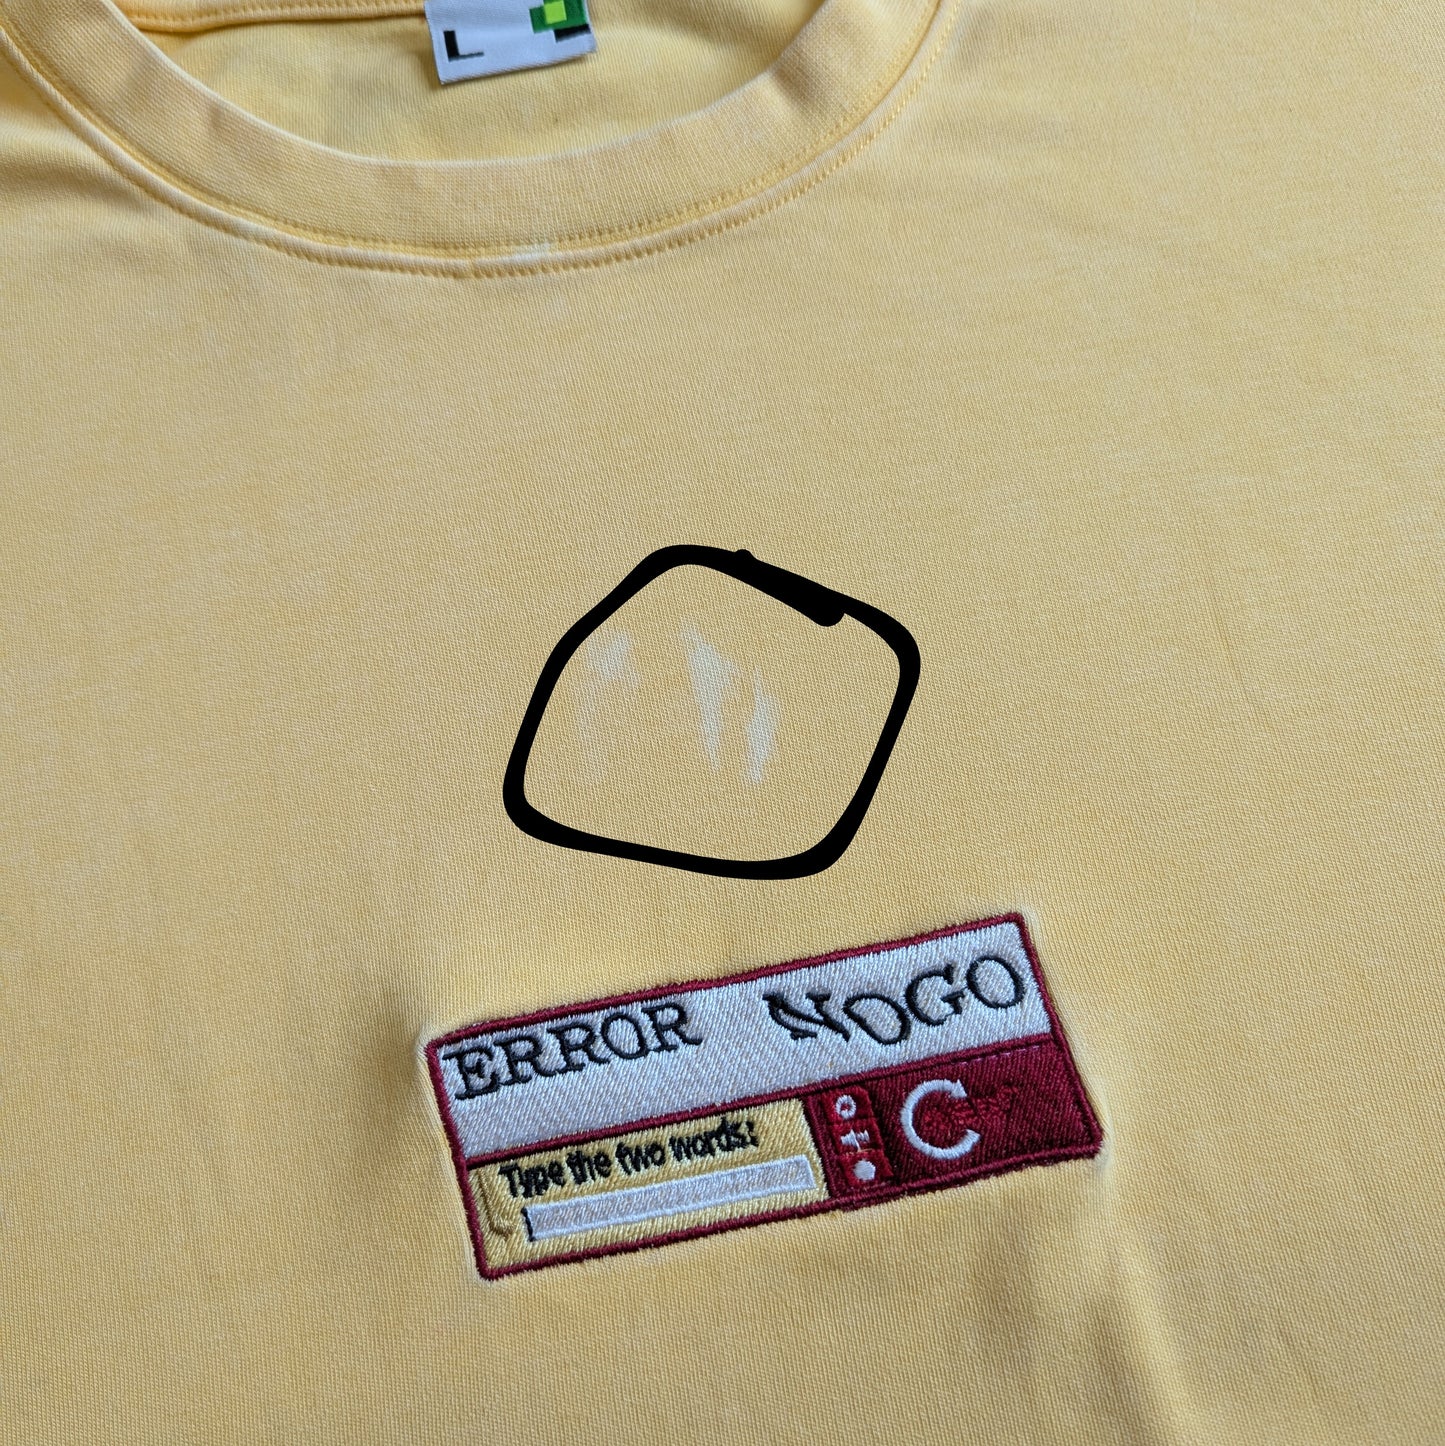 L
ERROR NOGO
Type the two words:
C